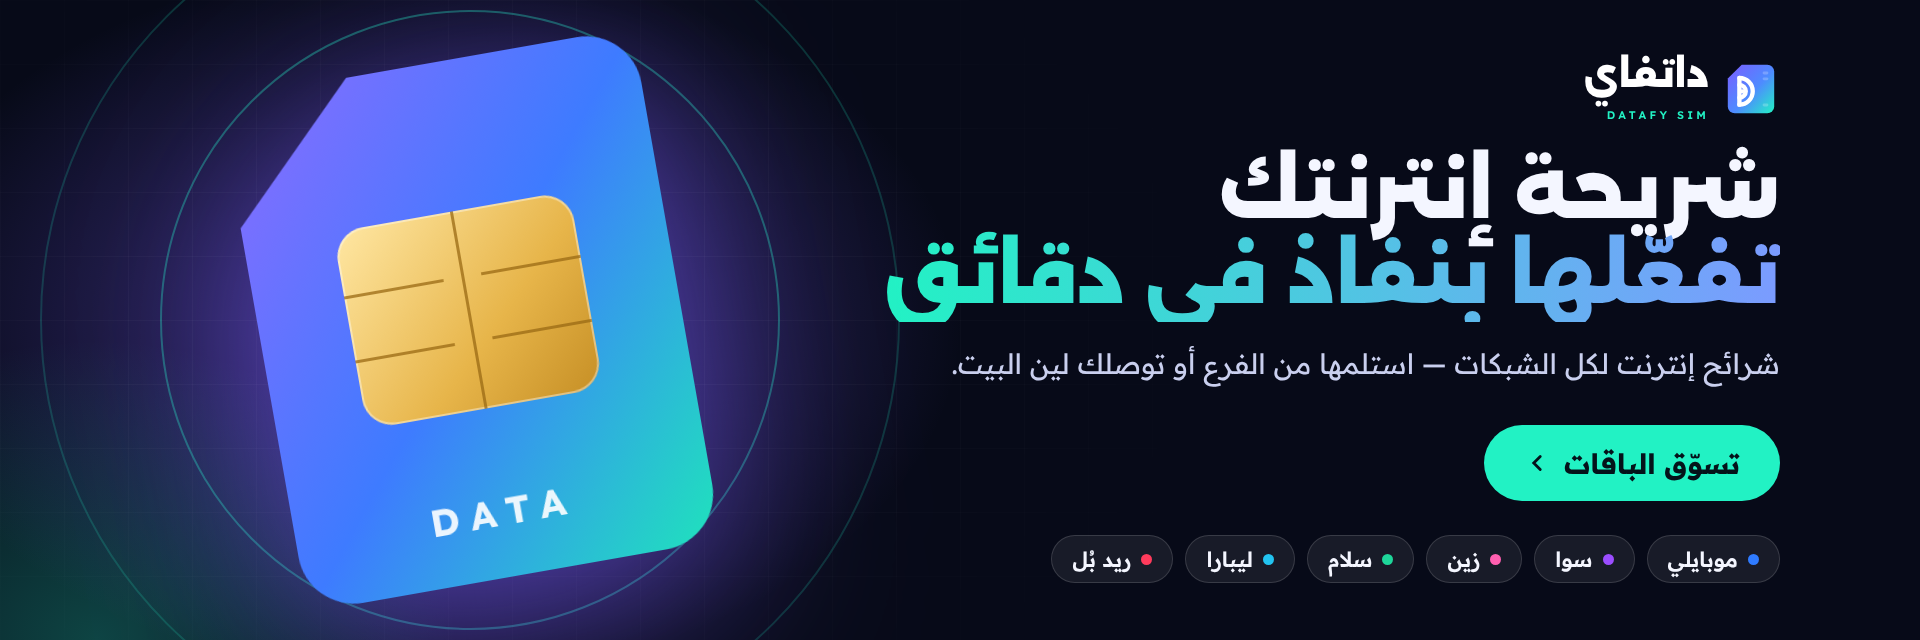 داتفاي
DATAFY SIM
شريحة إنترنتك
تفعّلها بنفاذ في دقائق
شرائح إنترنت لكل الشبكات — استلمها من الفرع أو توصلك لين البيت.
تسوّق الباقات
موبايلي
سوا
زين
سلام
ليبارا
ريد بُل
DATA